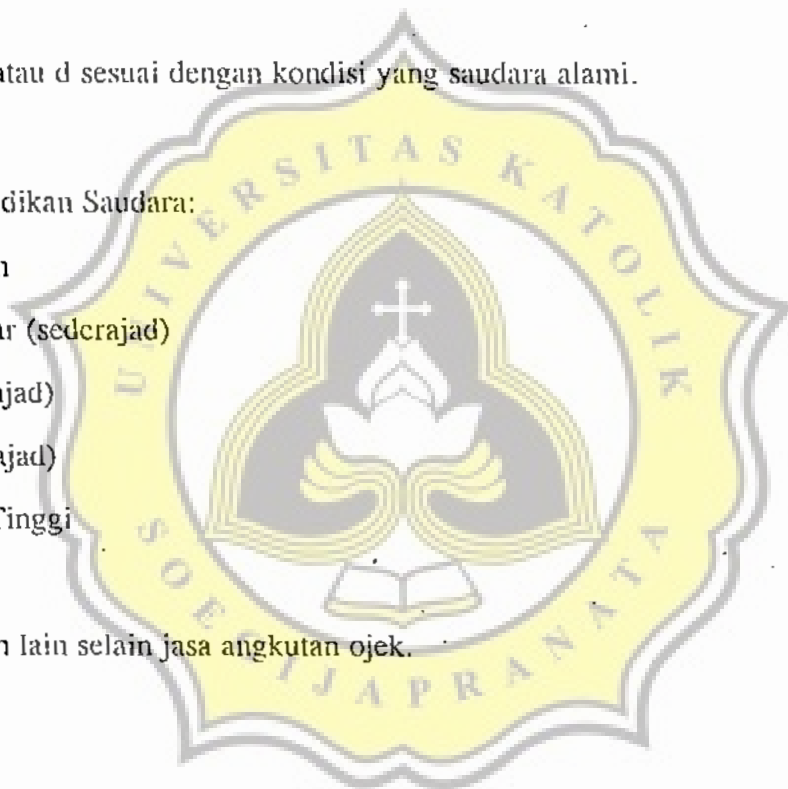 atau d sesuai dengan kondisi yang saudara alami.
dikan Saudara:
n
ar (sederajad)
ajad)
ajad)
Tinggi
n lain selain jasa angkutan ojek.
UNIVERSITAS KATOLIK
SOEGIJAPRANATA